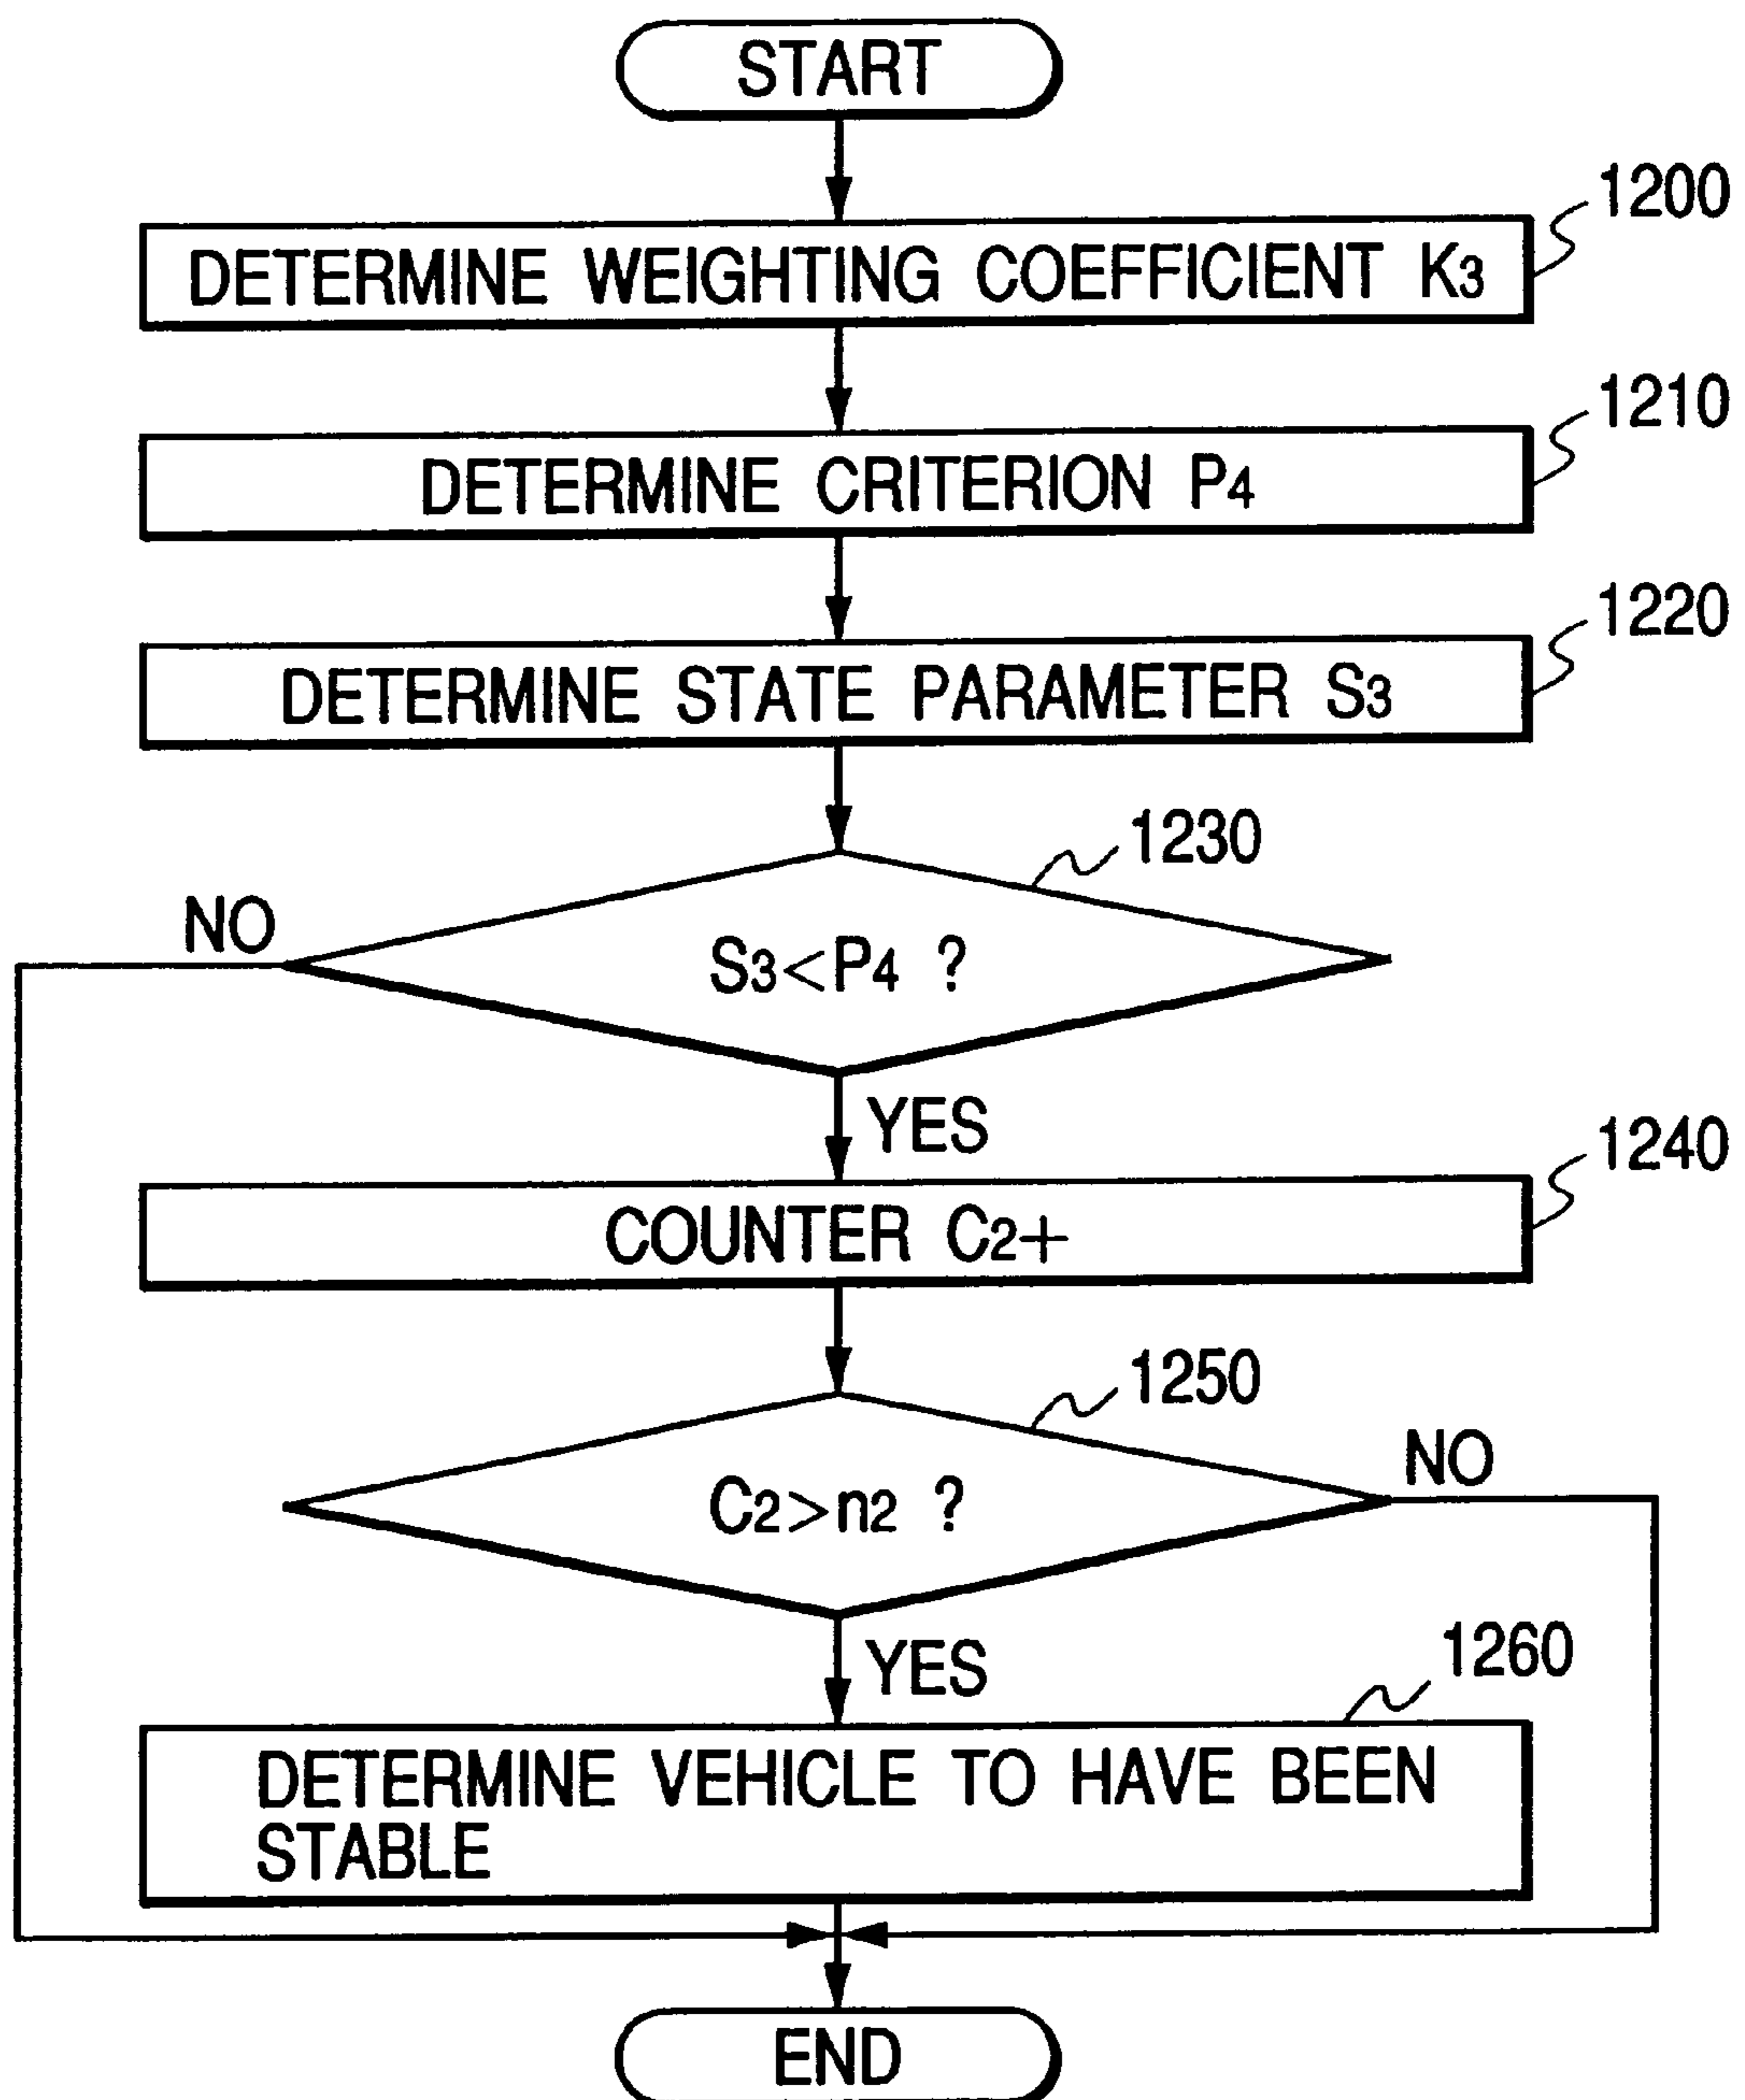 START
1200
DETERMINE WEIGHTING COEFFICIENT K3
1210
DETERMINE CRITERION P4
1220
DETERMINE STATE PARAMETER S3
1230
NO
S3<P4 ?
YES
1240
COUNTER C2+
1250
NO
C2>n2 ?
YES
1260
DETERMINE VEHICLE TO HAVE BEEN
STABLE
END